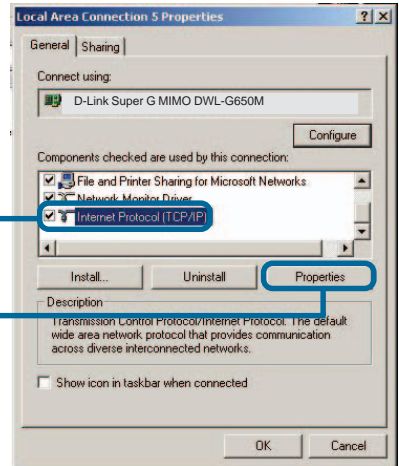 Local Area Connection 5 Properties
General Sharing
Connect using:
D-Link Super G MIMO DWL-G650M
Configure
Components checked are used by this connection:
File and Printer Sharing for Microsoft Networks
Network Monitor Driver
Internet Protocol (TCP/IP)
Install... Uninstall Properties
Description
Transmission Control Protocol/Internet Protocol. The default
wide area network protocol that provides communication
across diverse interconnected networks.
Show icon in taskbar when connected
OK Cancel